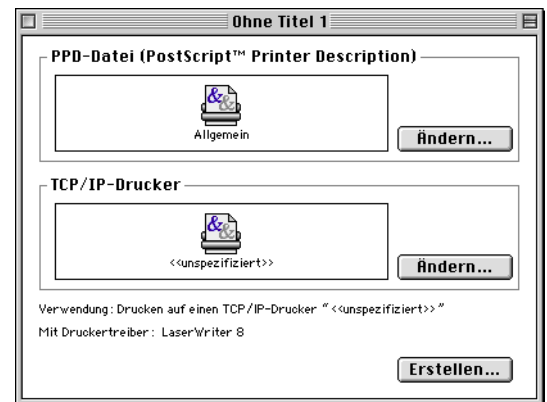 Ohne Titel 1
PPD-Datei (PostScript™ Printer Description)
&&
Allgemein
Ändern...
TCP/IP-Drucker
&&
<<unspezifiziert>>
Ändern...
Verwendung: Drucken auf einen TCP/IP-Drucker "<<unspezifiziert>>"
Mit Druckertreiber: LaserWriter 8
Erstellen...